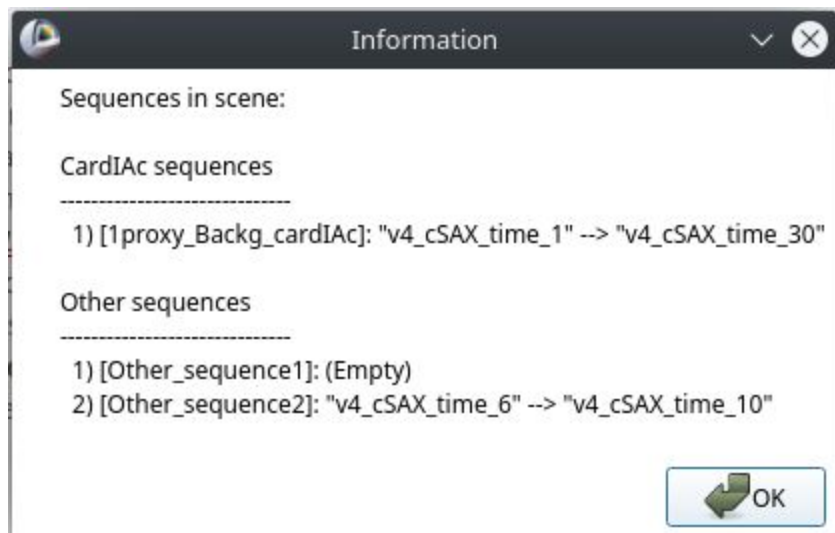 Information
Sequences in scene:
CardIAc sequences
------------------------------
1) [1proxy_Backg_cardIAc]: "v4_cSAX_time_1" --> "v4_cSAX_time_30"
Other sequences
------------------------------
1) [Other_sequence1]: (Empty)
2) [Other_sequence2]: "v4_cSAX_time_6" --> "v4_cSAX_time_10"
OK